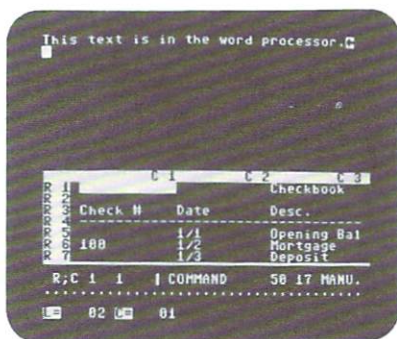 This text is in the word processor.
C 1 C 2 C 3
R 1 Checkbook
R 2
R 3 Check # Date Desc.
R 4
R 5 1/1 Opening Bal
R 6 100 1/2 Mortgage
R 7 1/3 Deposit
R;C 1 1 | COMMAND 50 17 MANU.
L= 02 C= 01